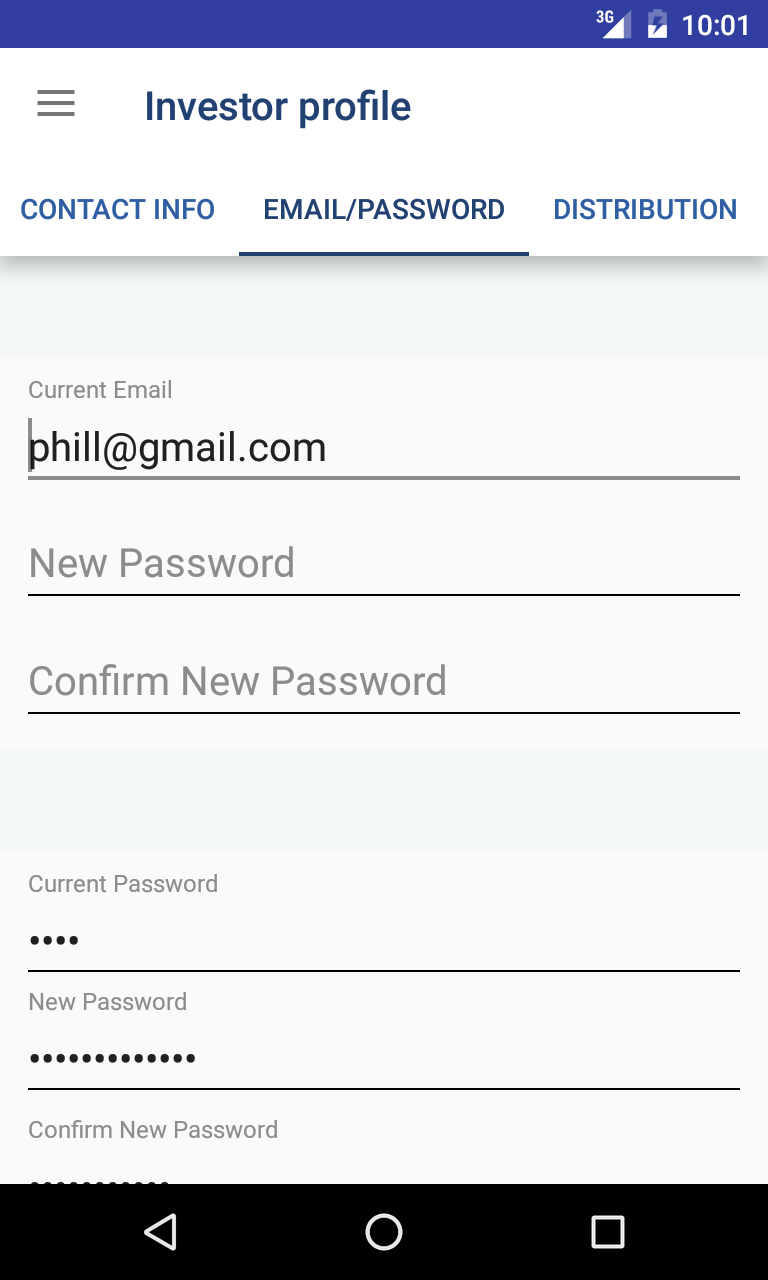 3G 10:01
Investor profile
CONTACT INFO EMAIL/PASSWORD DISTRIBUTION
Current Email
phill@gmail.com
New Password
Confirm New Password
Current Password
••••
New Password
•••••••••••••
Confirm New Password
•••••••••••